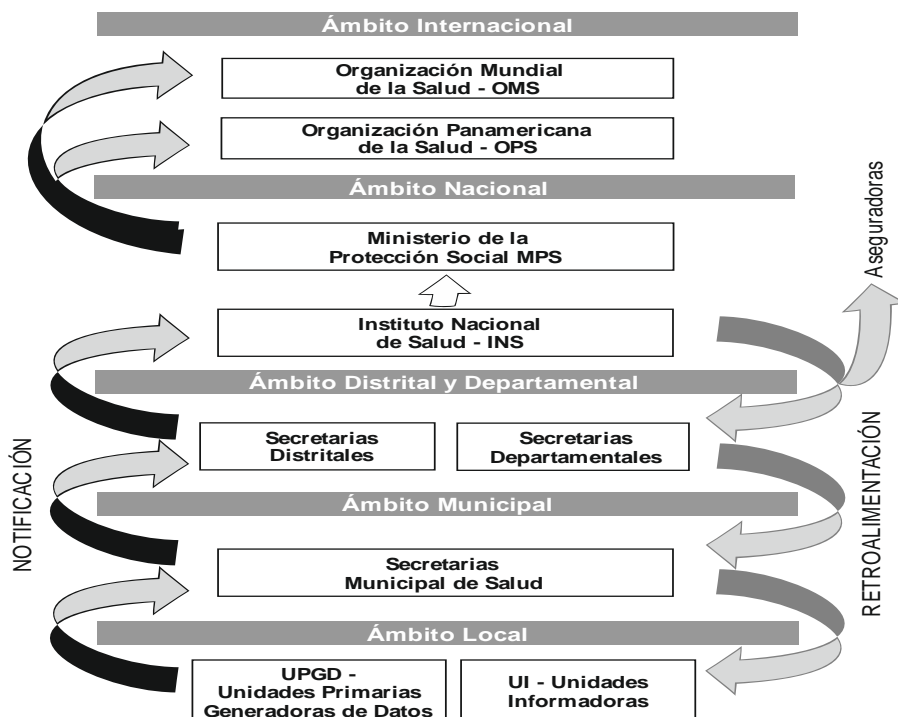 Ámbito Internacional
Organización Mundial
de la Salud - OMS
Organización Panamericana
de la Salud - OPS
Ámbito Nacional
Ministerio de la
Protección Social MPS
Aseguradoras
Instituto Nacional
de Salud - INS
Ámbito Distrital y Departamental
Secretarias
Distritales
Secretarias
Departamentales
NOTIFICACIÓN
RETROALIMENTACIÓN
Ámbito Municipal
Secretarias
Municipal de Salud
Ámbito Local
UPGD -
Unidades Primarias
Generadoras de Datos
UI - Unidades
Informadoras